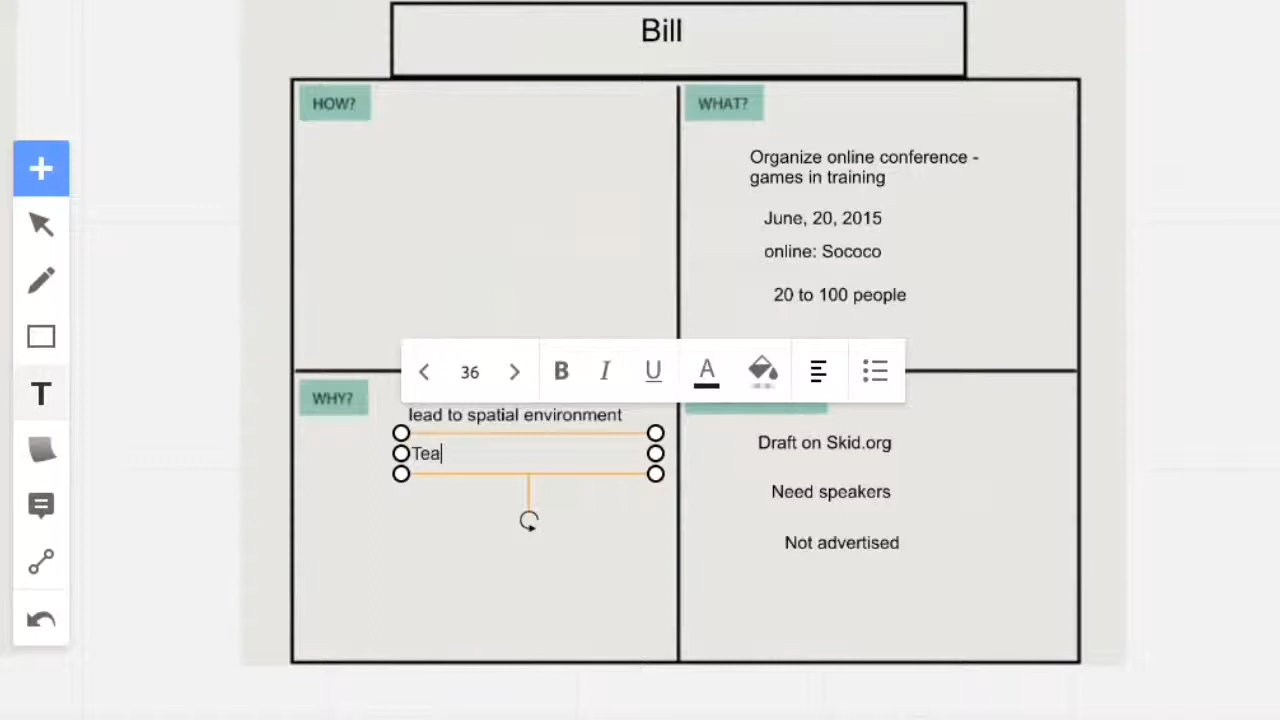 Bill
HOW?
WHAT?
Organize online conference -
games in training
June, 20, 2015
online: Sococo
20 to 100 people
36
B
I
U
A
WHY?
lead to spatial environment
Tea
T
Draft on Skid.org
Need speakers
Not advertised